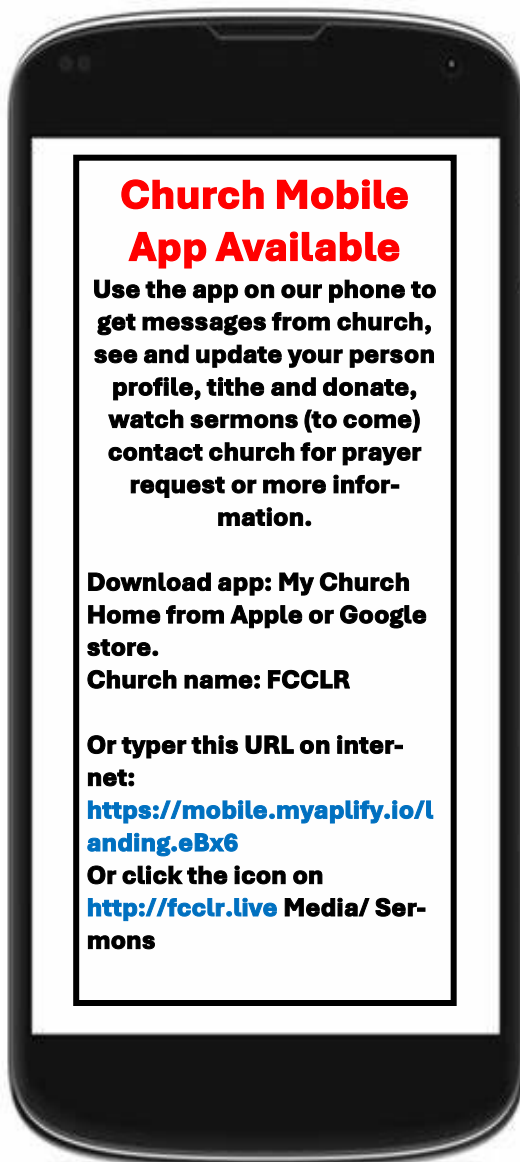 Church Mobile
App Available
Use the app on our phone to
get messages from church,
see and update your person
profile, tithe and donate,
watch sermons (to come)
contact church for prayer
request or more infor-
mation.
Download app: My Church
Home from Apple or Google
store.
Church name: FCCLR
Or typer this URL on inter-
net:
https://mobile.myaplify.io/l
anding.eBx6
Or click the icon on
http://fcclr.live Media/ Ser-
mons